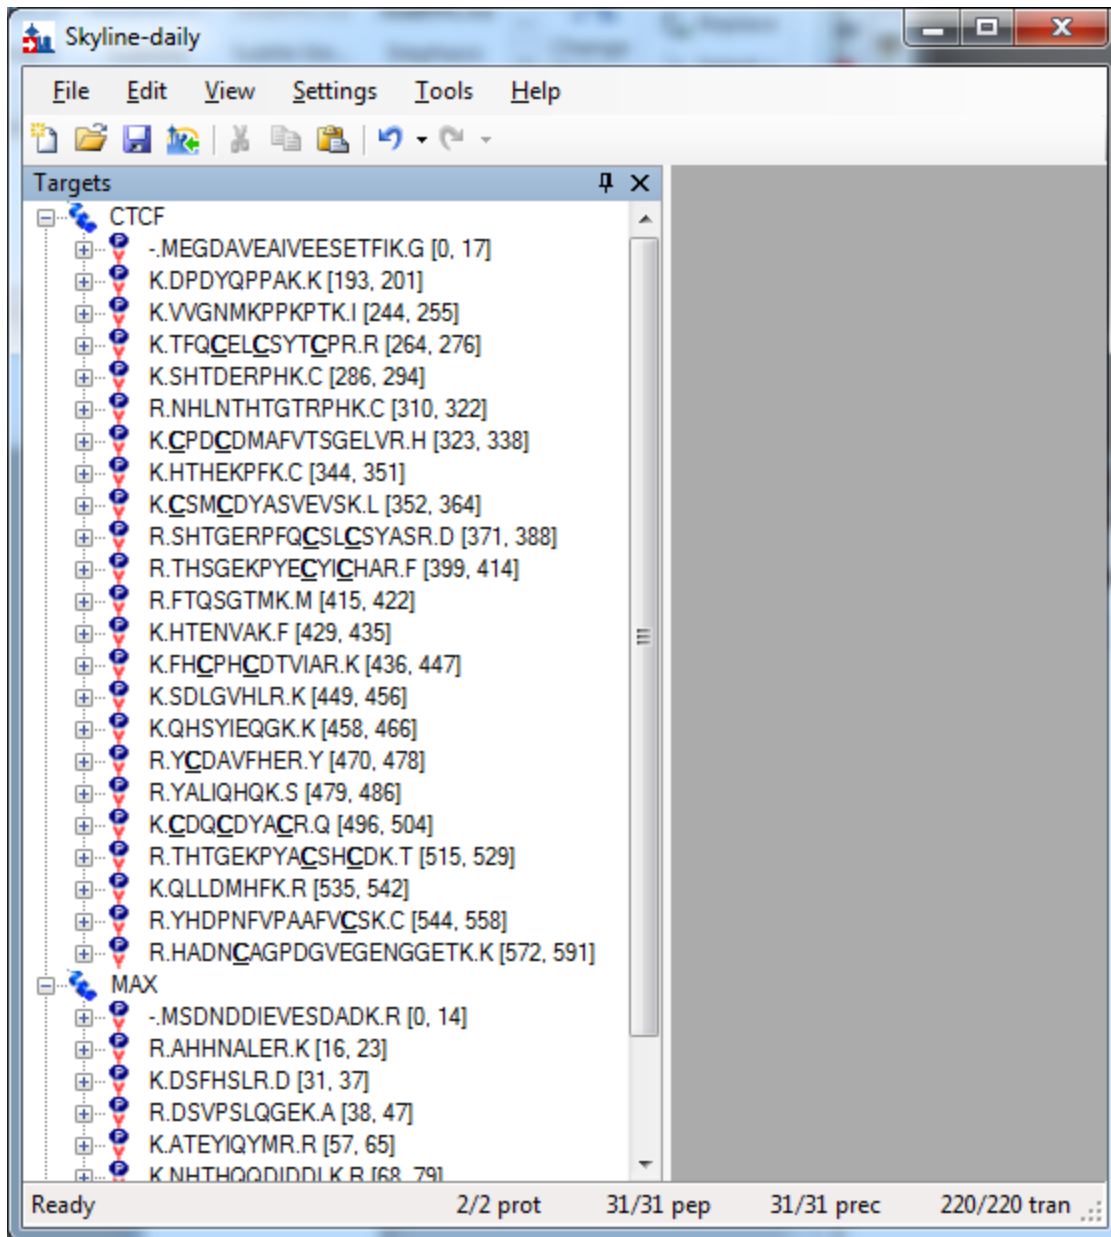 Skyline-daily
File Edit View Settings Tools Help
Targets
CTCF
-.MEGDAVEAIVEESETFIK.G [0, 17]
K.DPDYQPPAK.K [193, 201]
K.VVGNMKPPKPTK.I [244, 255]
K.TFQCELCSYTCPR.R [264, 276]
K.SHTDERPHK.C [286, 294]
R.NHLNTHTGTRPHK.C [310, 322]
K.CPDCDMAFVTSGELVR.H [323, 338]
K.HTHEKPFK.C [344, 351]
K.CSMCDYASVEVSK.L [352, 364]
R.SHTGERPFQCSLCSYASR.D [371, 388]
R.THSGEKPYECYICHAR.F [399, 414]
R.FTQSGTMK.M [415, 422]
K.HTENVAK.F [429, 435]
K.FHCPHCDTVIAR.K [436, 447]
K.SDLGVHLR.K [449, 456]
K.QHSYIEQGK.K [458, 466]
R.YCDAVFHER.Y [470, 478]
R.YALIQHQK.S [479, 486]
K.CDQCDYACR.Q [496, 504]
R.THTGEKPYACSHCDK.T [515, 529]
K.QLLDMHFK.R [535, 542]
R.YHDPNFVPAAFVCSK.C [544, 558]
R.HADNCAGPDGVEGENGGETK.K [572, 591]
MAX
-.MSDNDDIEVESDADK.R [0, 14]
R.AHHNALER.K [16, 23]
K.DSFHSLR.D [31, 37]
R.DSVPSLQGEK.A [38, 47]
K.ATEYIQYMR.R [57, 65]
K.NHTHQQDIDDLK.R [68, 79]
Ready 2/2 prot 31/31 pep 31/31 prec 220/220 tran